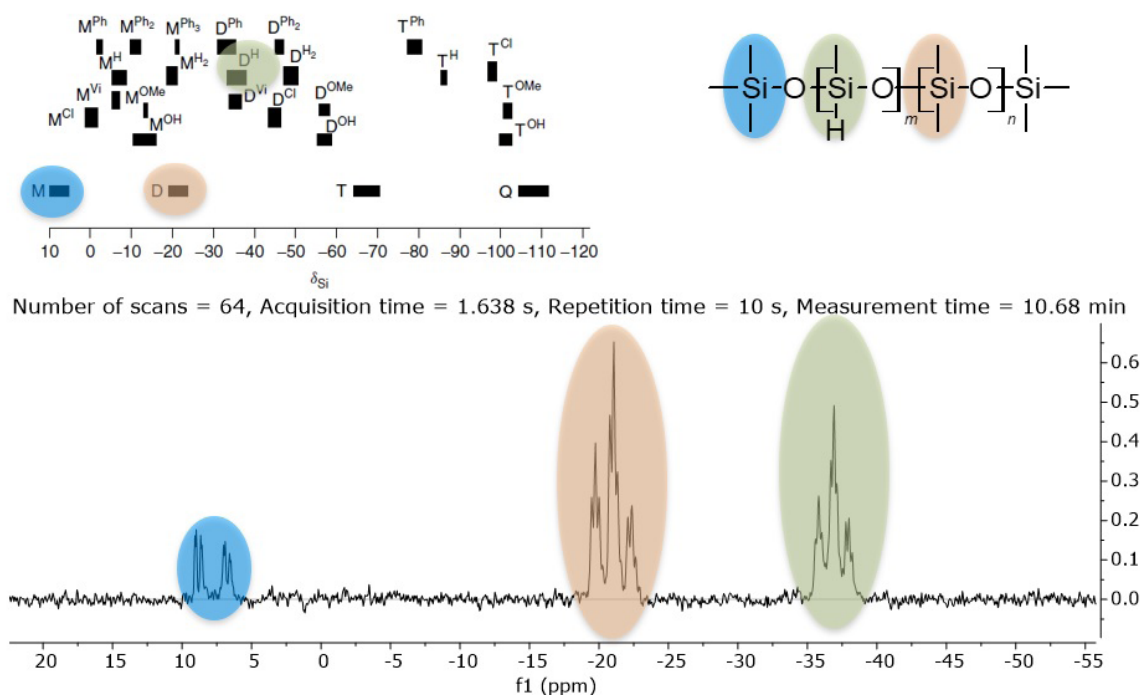 M^Ph M^Ph2 M^Ph3 D^Ph D^Ph2 T^Ph
M^H M^H2 D^H D^H2 T^H T^Cl
M^Vi M^OMe D^Vi D^Cl D^OMe T^OMe
M^Cl M^OH D^OH T^OH
M D T Q
10 0 −10 −20 −30 −40 −50 −60 −70 −80 −90 −100 −110 −120
δSi
Si O [ Si O ] m [ Si O ] n Si
H
Number of scans = 64, Acquisition time = 1.638 s, Repetition time = 10 s, Measurement time = 10.68 min
0.6
0.5
0.4
0.3
0.2
0.1
0.0
20 15 10 5 0 -5 -10 -15 -20 -25 -30 -35 -40 -45 -50 -55
f1 (ppm)